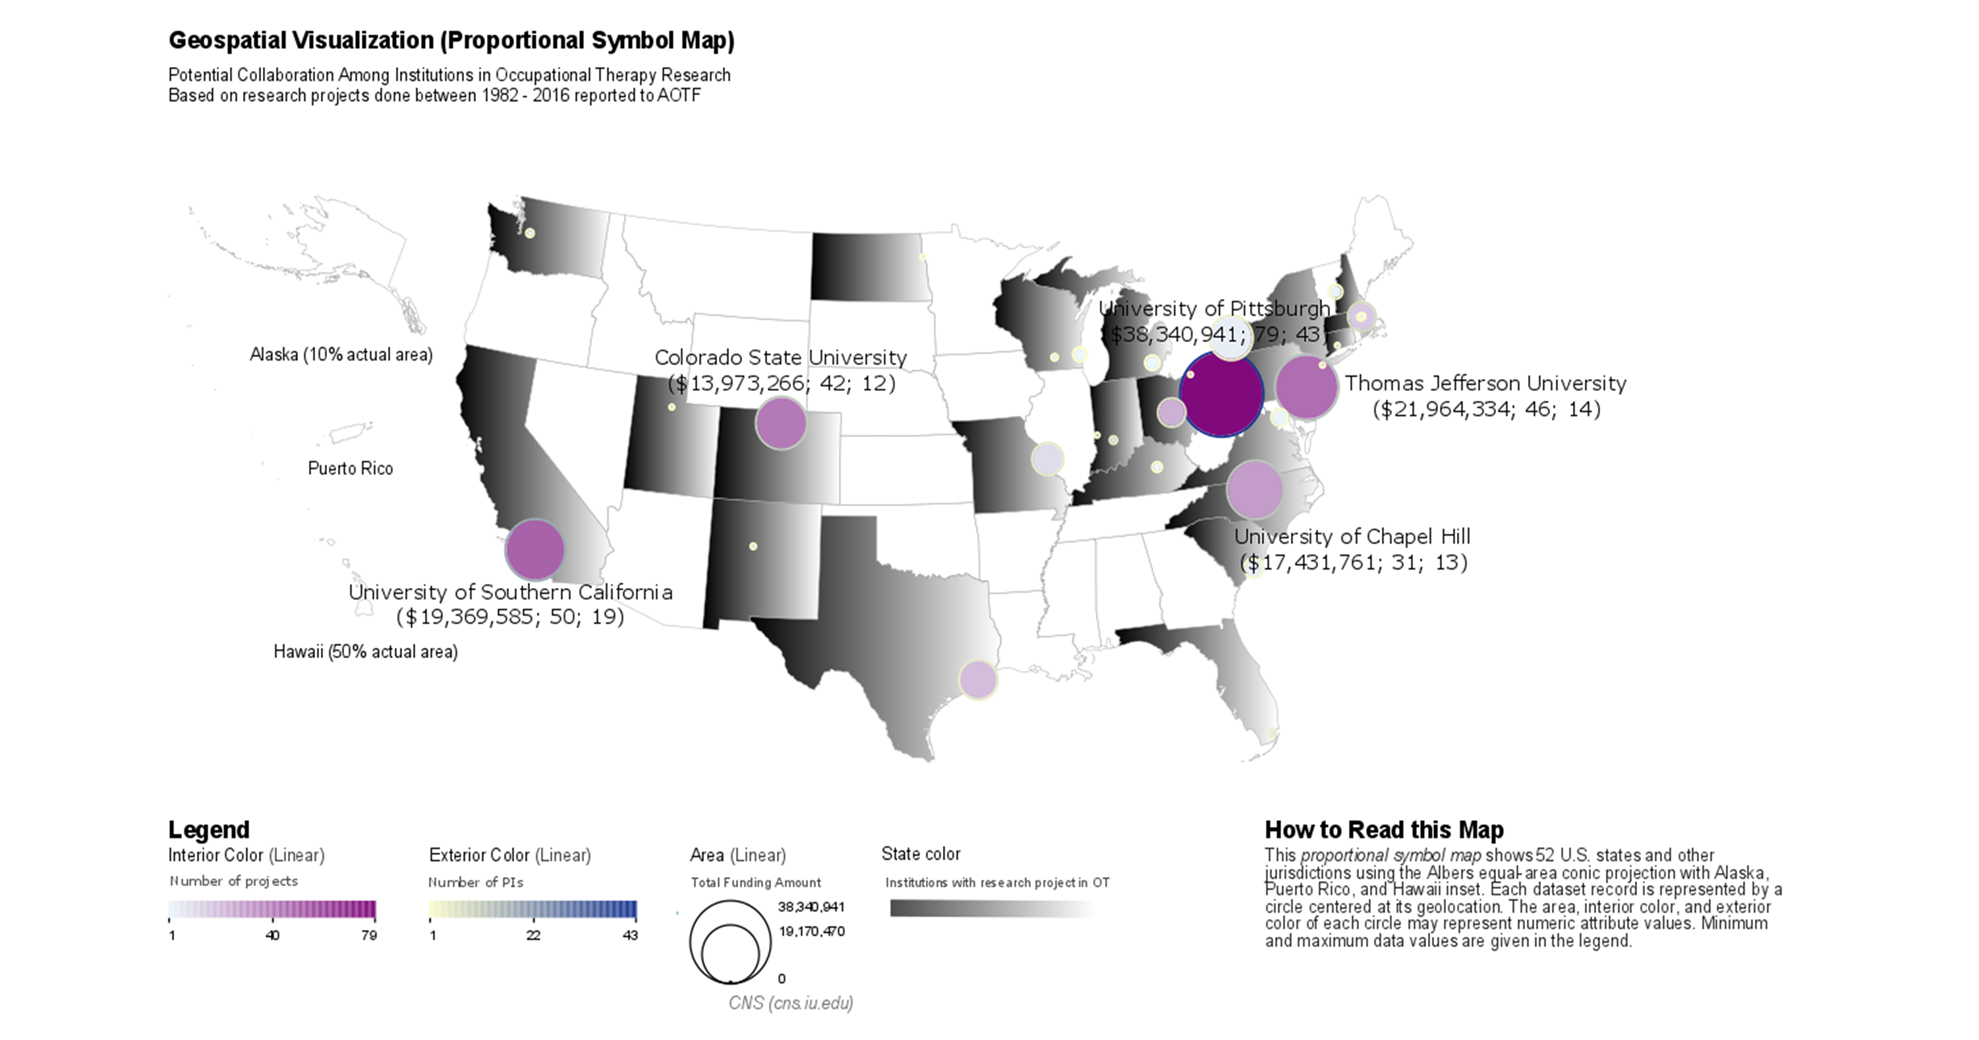 Geospatial Visualization (Proportional Symbol Map)
Potential Collaboration Among Institutions in Occupational Therapy Research
Based on research projects done between 1982 - 2016 reported to AOTF
University of Pittsburgh
($38,340,941; 79; 43)
Colorado State University
($13,973,266; 42; 12)
Thomas Jefferson University
($21,964,334; 46; 14)
Alaska (10% actual area)
Puerto Rico
University of Chapel Hill
($17,431,761; 31; 13)
University of Southern California
($19,369,585; 50; 19)
Hawaii (50% actual area)
Legend
Interior Color (Linear)
Number of projects
1 40 79
Exterior Color (Linear)
Number of PIs
1 22 43
Area (Linear)
Total Funding Amount
38,340,941
19,170,470
0
CNS (cns.iu.edu)
State color
Institutions with research project in OT
How to Read this Map
This proportional symbol map shows 52 U.S. states and other
jurisdictions using the Albers equal-area conic projection with Alaska,
Puerto Rico, and Hawaii inset. Each dataset record is represented by a
circle centered at its geolocation. The area, interior color, and exterior
color of each circle may represent numeric attribute values. Minimum
and maximum data values are given in the legend.